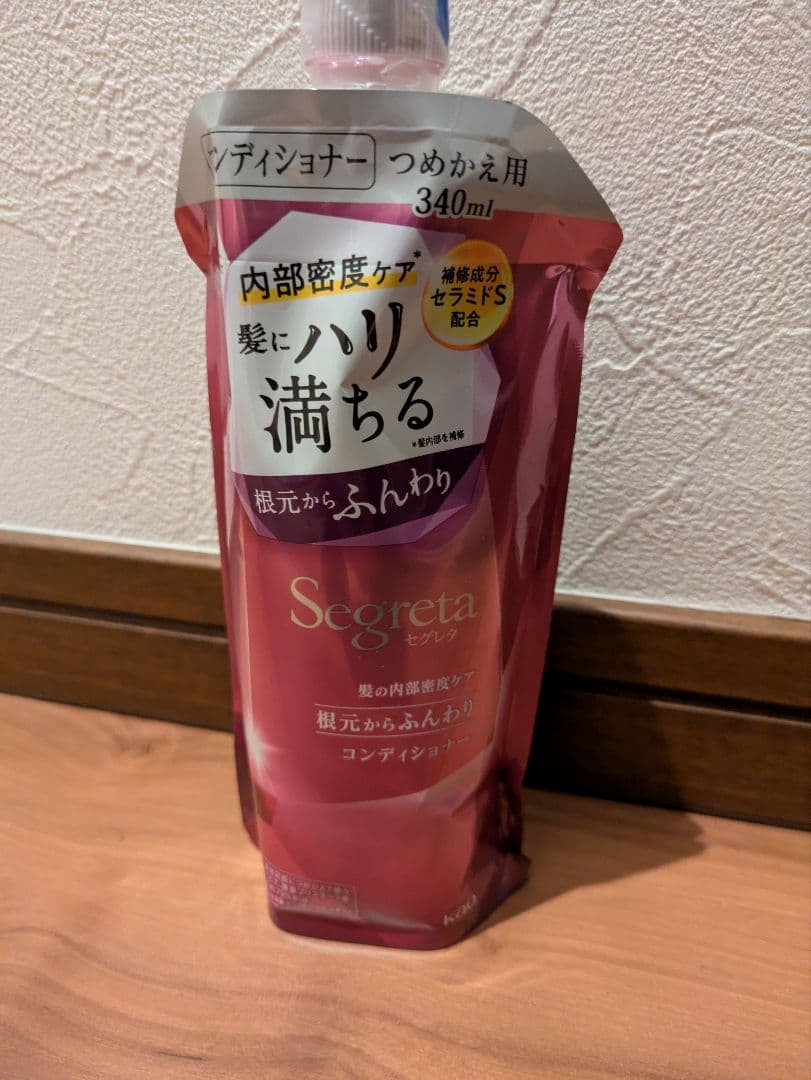 コンディショナー つめかえ用
340ml
内部密度ケア*
髪にハリ
満ちる
*髪内部を補修
補修成分
セラミドS
配合
根元からふんわり
Segreta
セグレタ
髪の内部密度ケア
根元からふんわり
コンディショナー
kao